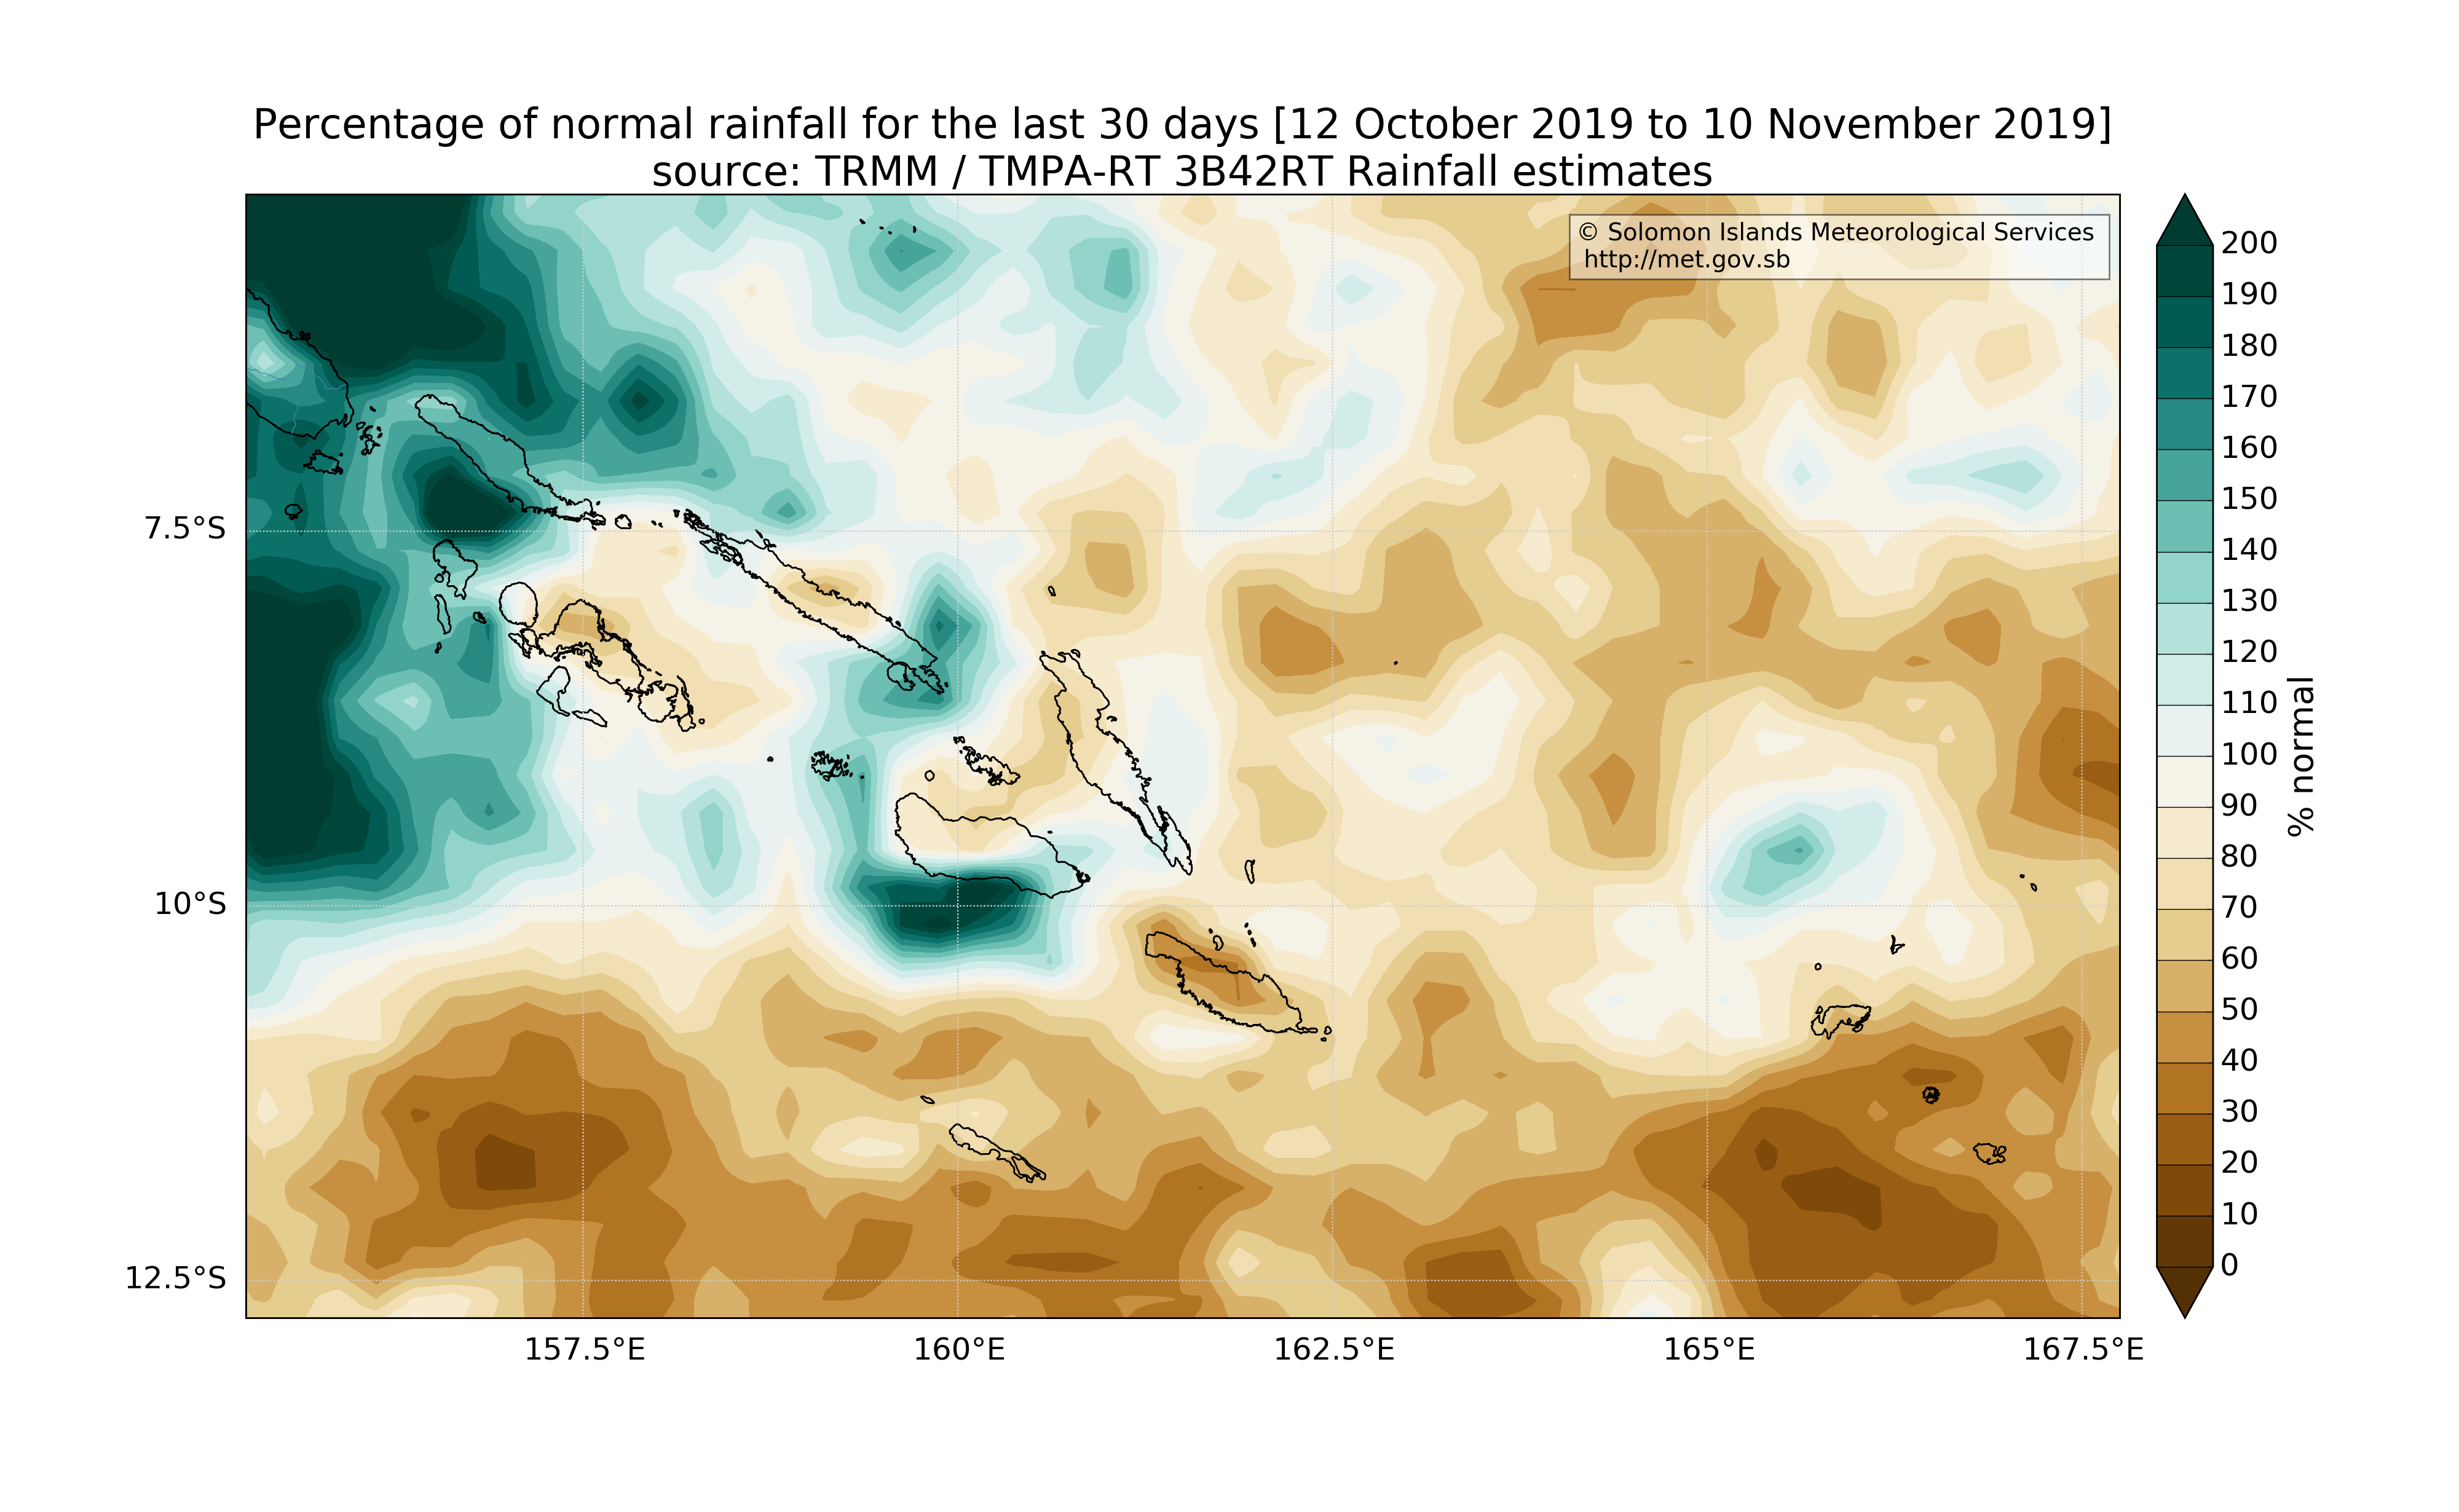 Percentage of normal rainfall for the last 30 days [12 October 2019 to 10 November 2019]
source: TRMM / TMPA-RT 3B42RT Rainfall estimates
© Solomon Islands Meteorological Services
http://met.gov.sb
7.5°S
10°S
12.5°S
157.5°E
160°E
162.5°E
165°E
167.5°E
200
190
180
170
160
150
140
130
120
110
100
90
80
70
60
50
40
30
20
10
0
% normal